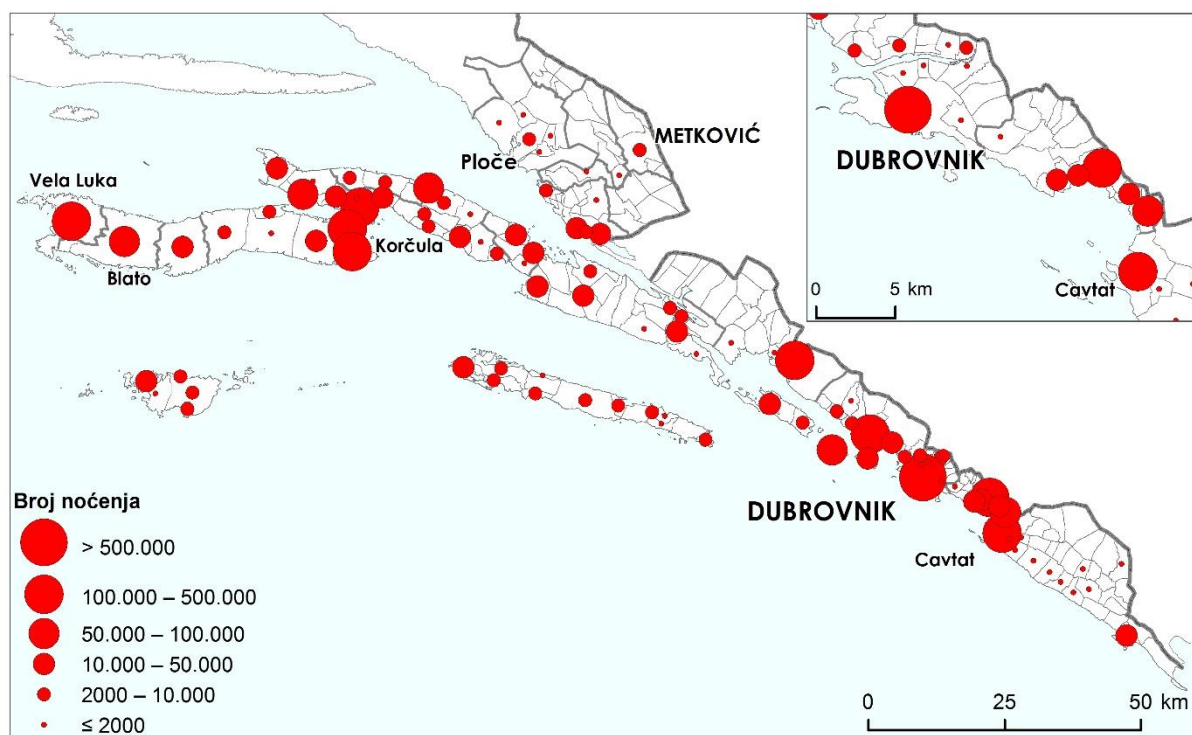 METKOVIĆ
Ploče
Vela Luka
Korčula
Blato
DUBROVNIK
Cavtat
0 5 km
DUBROVNIK
Cavtat
Broj noćenja
> 500.000
100.000 – 500.000
50.000 – 100.000
10.000 – 50.000
2000 – 10.000
≤ 2000
0 25 50 km